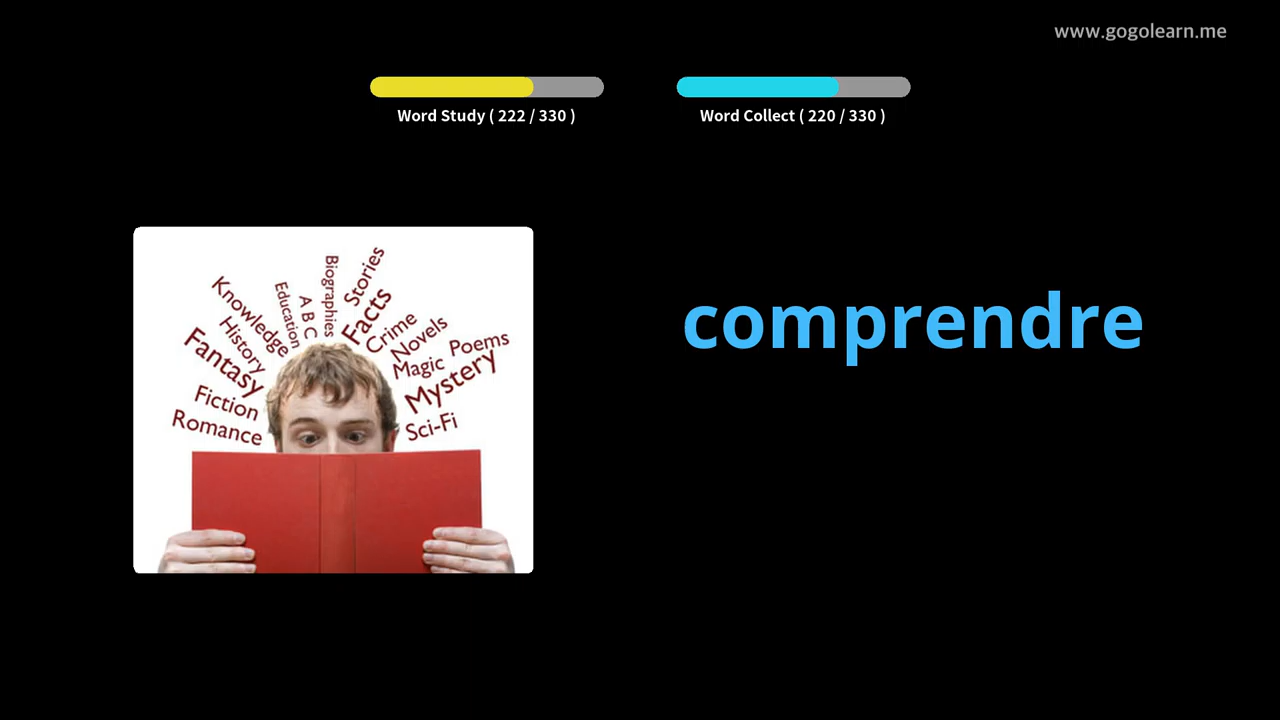 www.gogolearn.me
Word Study ( 222 / 330 )
Word Collect ( 220 / 330 )
comprendre
Knowledge
Education
A B C
Biographies
Stories
Facts
Crime
Novels
Poems
History
Magic
Fantasy
Mystery
Fiction
Romance
Sci-Fi